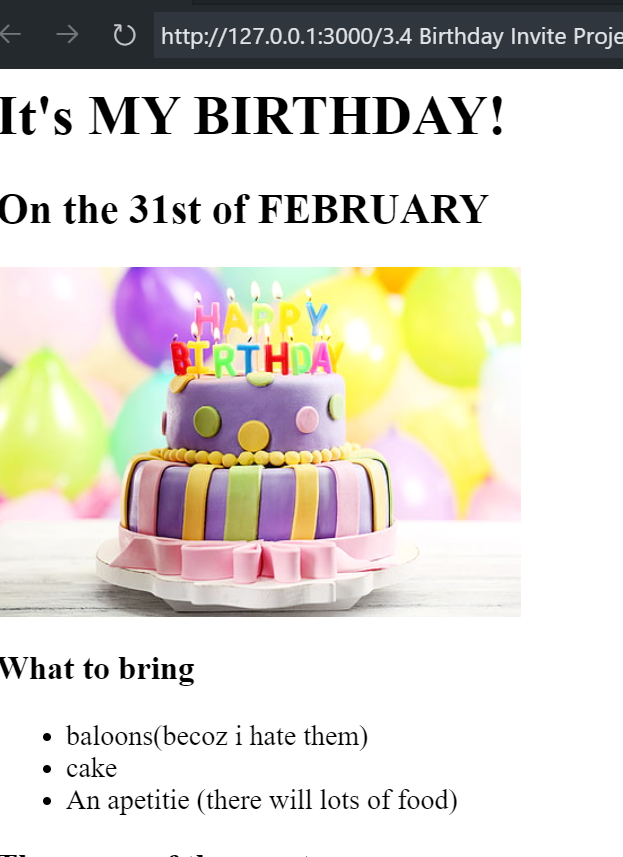 http://127.0.0.1:3000/3.4 Birthday Invite Proje
It's MY BIRTHDAY!
On the 31st of FEBRUARY
HAPPY
BIRTHDAY
What to bring
baloons(becoz i hate them)
cake
An apetitie (there will lots of food)